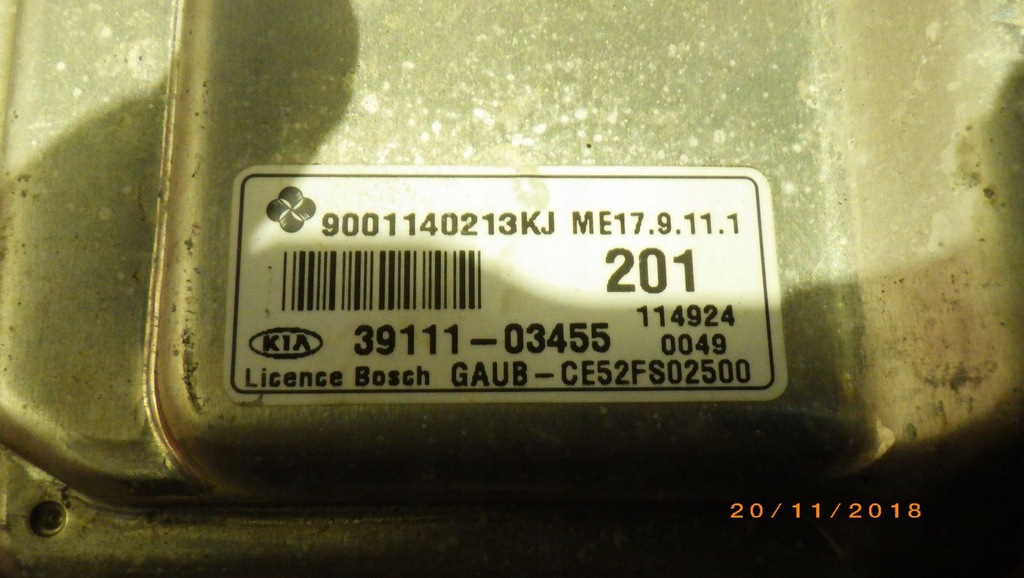 9001140213KJ ME17.9.11.1
201
114924
KIA 39111-03455 0049
Licence Bosch GAUB-CE52FS02500
20/11/2018